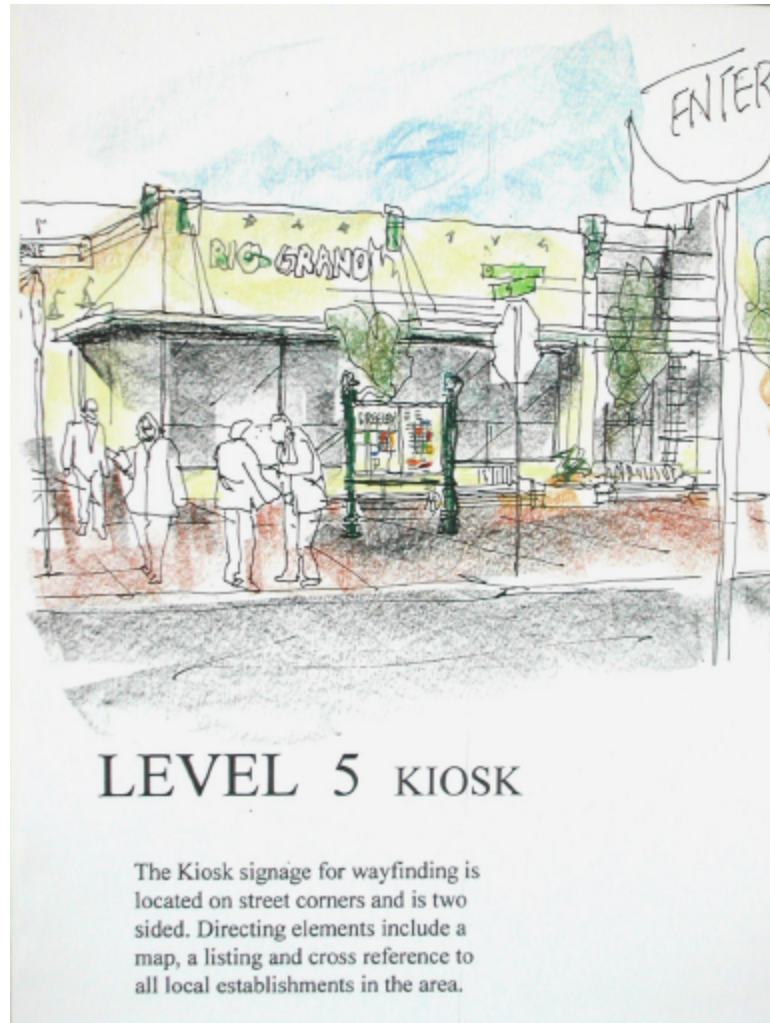 ENTER
RIO GRANDE
GREELEY
LEVEL 5 KIOSK
The Kiosk signage for wayfinding is
located on street corners and is two
sided. Directing elements include a
map, a listing and cross reference to
all local establishments in the area.